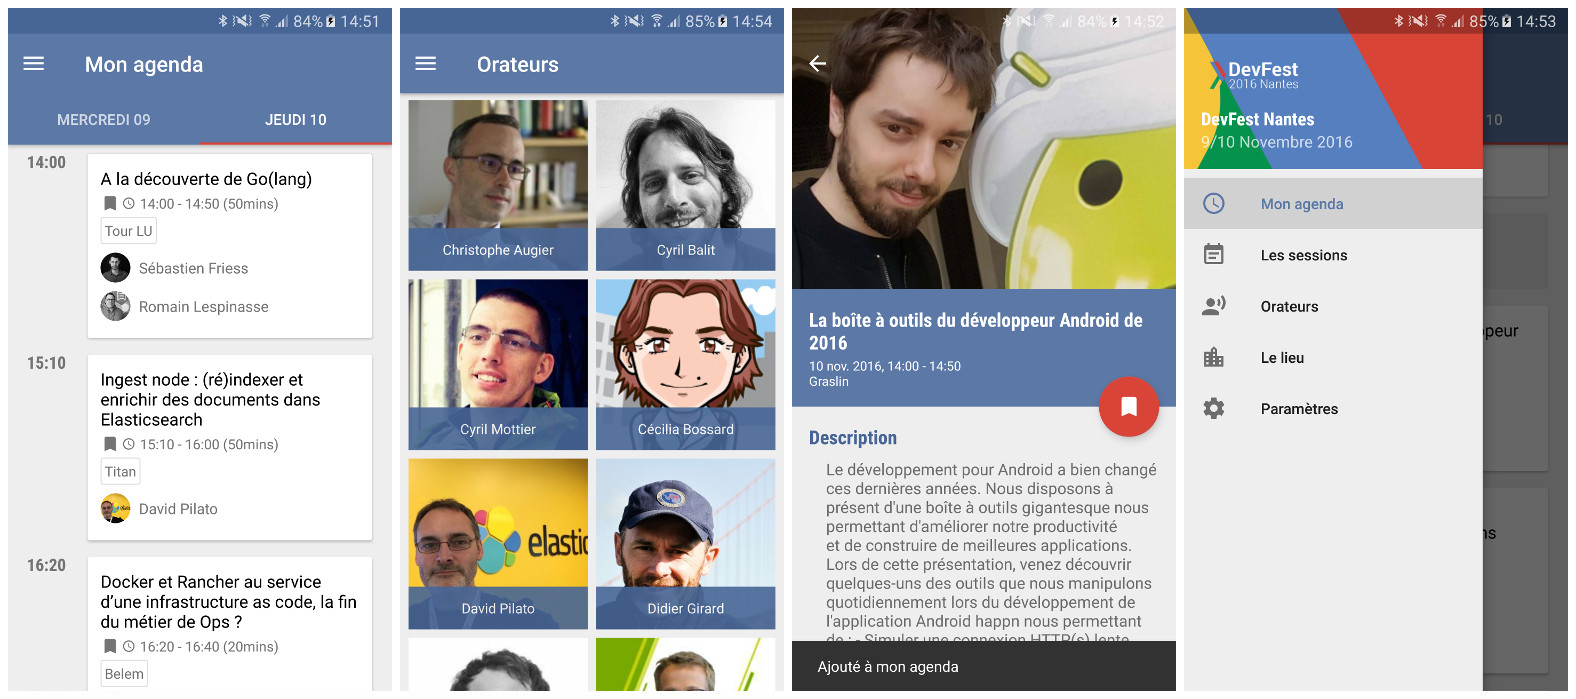 84% 14:51
Mon agenda
MERCREDI 09
JEUDI 10
14:00
A la découverte de Go(lang)
14:00 - 14:50 (50mins)
Tour LU
Sébastien Friess
Romain Lespinasse
15:10
Ingest node : (ré)indexer et
enrichir des documents dans
Elasticsearch
15:10 - 16:00 (50mins)
Titan
David Pilato
16:20
Docker et Rancher au service
d'une infrastructure as code, la fin
du métier de Ops ?
16:20 - 16:40 (20mins)
Belem
85% 14:54
Orateurs
Christophe Augier
Cyril Balit
Cyril Mottier
Cécilia Bossard
elastic
David Pilato
Didier Girard
84% 14:52
La boîte à outils du développeur Android de
2016
10 nov. 2016, 14:00 - 14:50
Graslin
Description
Le développement pour Android a bien changé
ces dernières années. Nous disposons à
présent d'une boîte à outils gigantesque nous
permettant d'améliorer notre productivité
et de construire de meilleures applications.
Lors de cette présentation, venez découvrir
quelques-uns des outils que nous manipulons
quotidiennement lors du développement de
l'application Android happn nous permettant
de : - Simuler une connexion HTTP(s) lente
Ajouté à mon agenda
85% 14:53
DevFest
2016 Nantes
DevFest Nantes
9/10 Novembre 2016
10
Mon agenda
Les sessions
Orateurs
Le lieu
Paramètres
peur
ns